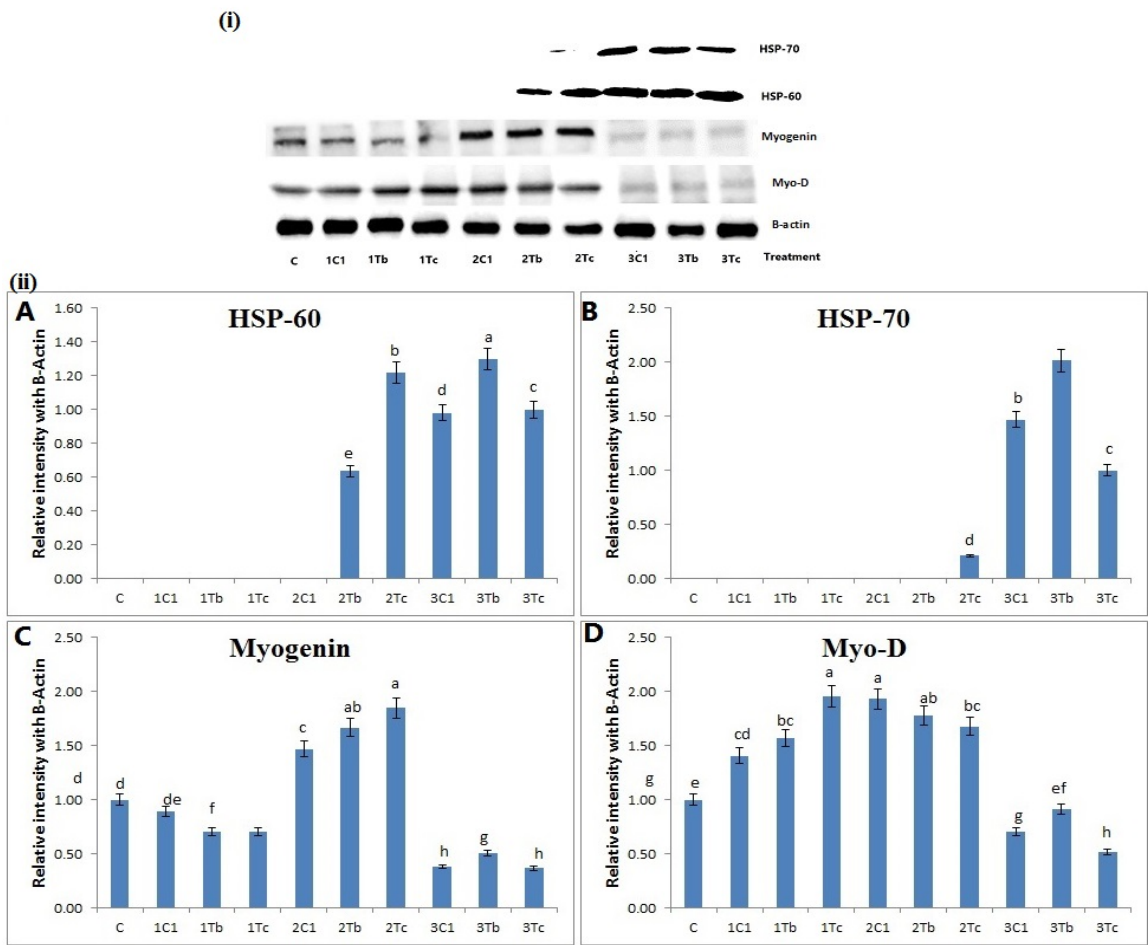 (i)
HSP-70
HSP-60
Myogenin
Myo-D
B-actin
C 1C1 1Tb 1Tc 2C1 2Tb 2Tc 3C1 3Tb 3Tc Treatment
(ii)
A
HSP-60
Relative intensity with B-Actin
1.60
1.40
1.20
1.00
0.80
0.60
0.40
0.20
0.00
e
b
d
a
c
C 1C1 1Tb 1Tc 2C1 2Tb 2Tc 3C1 3Tb 3Tc
B
HSP-70
Relative intensity with B-Actin
2.50
2.00
1.50
1.00
0.50
0.00
d
b
c
C 1C1 1Tb 1Tc 2C1 2Tb 2Tc 3C1 3Tb 3Tc
C
Myogenin
Relative intensity with B-Actin
2.50
2.00
1.50
1.00
0.50
0.00
d
d
de
f
c
ab
a
h
g
h
C 1C1 1Tb 1Tc 2C1 2Tb 2Tc 3C1 3Tb 3Tc
D
Myo-D
Relative intensity with B-Actin
2.50
2.00
1.50
1.00
0.50
0.00
g
e
cd
bc
a
a
ab
bc
g
ef
h
C 1C1 1Tb 1Tc 2C1 2Tb 2Tc 3C1 3Tb 3Tc